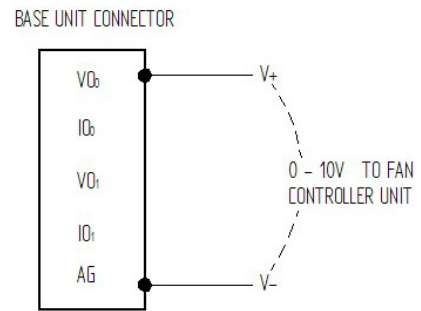 BASE UNIT CONNECTOR
VO₀
V+
IO₀
VO₁
0 - 10V TO FAN
CONTROLLER UNIT
IO₁
AG
V-